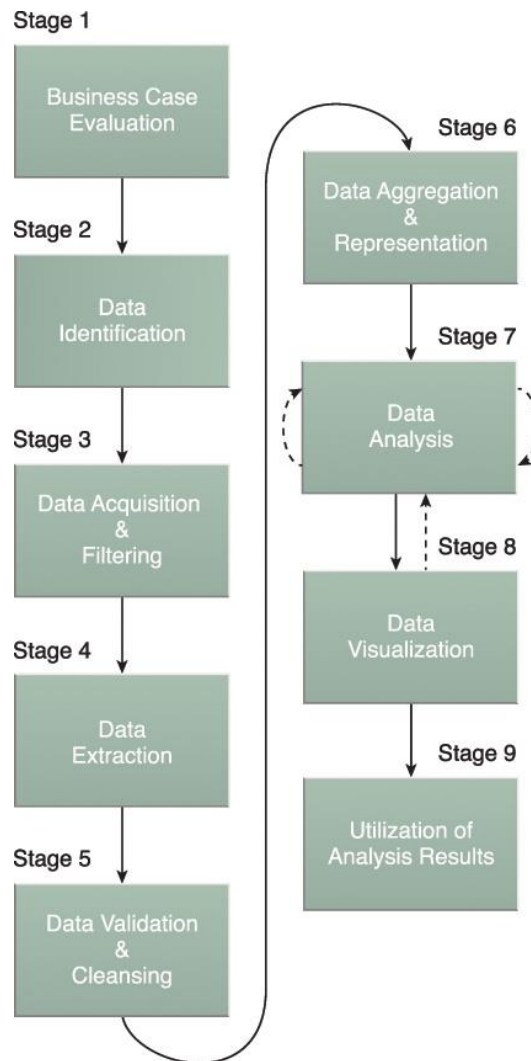 Stage 1
Business Case
Evaluation
Stage 2
Data
Identification
Stage 3
Data Acquisition
&
Filtering
Stage 4
Data
Extraction
Stage 5
Data Validation
&
Cleansing
Stage 6
Data Aggregation
&
Representation
Stage 7
Data
Analysis
Stage 8
Data
Visualization
Stage 9
Utilization of
Analysis Results